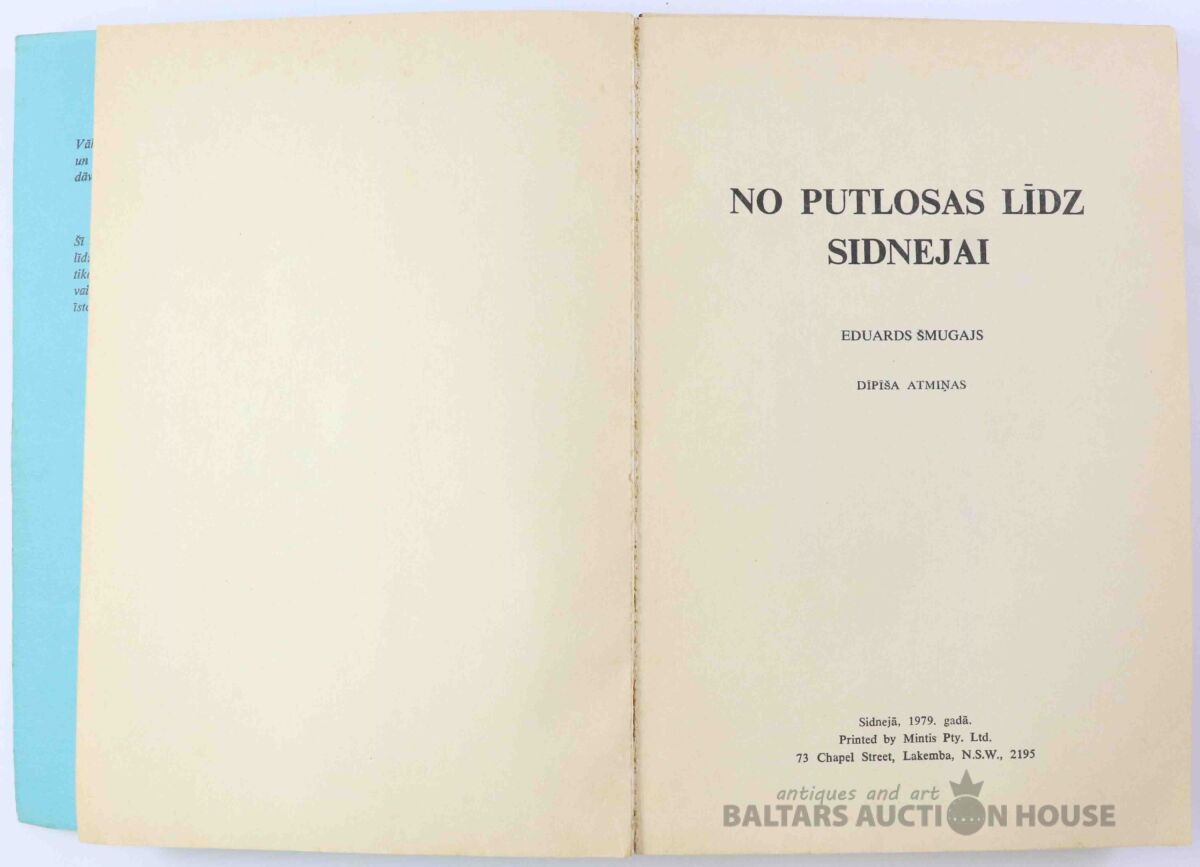 un
NO PUTLOSAS LĪDZ
SIDNEJAI
EDUARDS ŠMUGAJS
DĪPĪŠA ATMIŅAS
Sidnejā, 1979. gadā.
Printed by Mintis Pty. Ltd.
73 Chapel Street, Lakemba, N.S.W., 2195
antiques and art
BALTARS AUCTION HOUSE